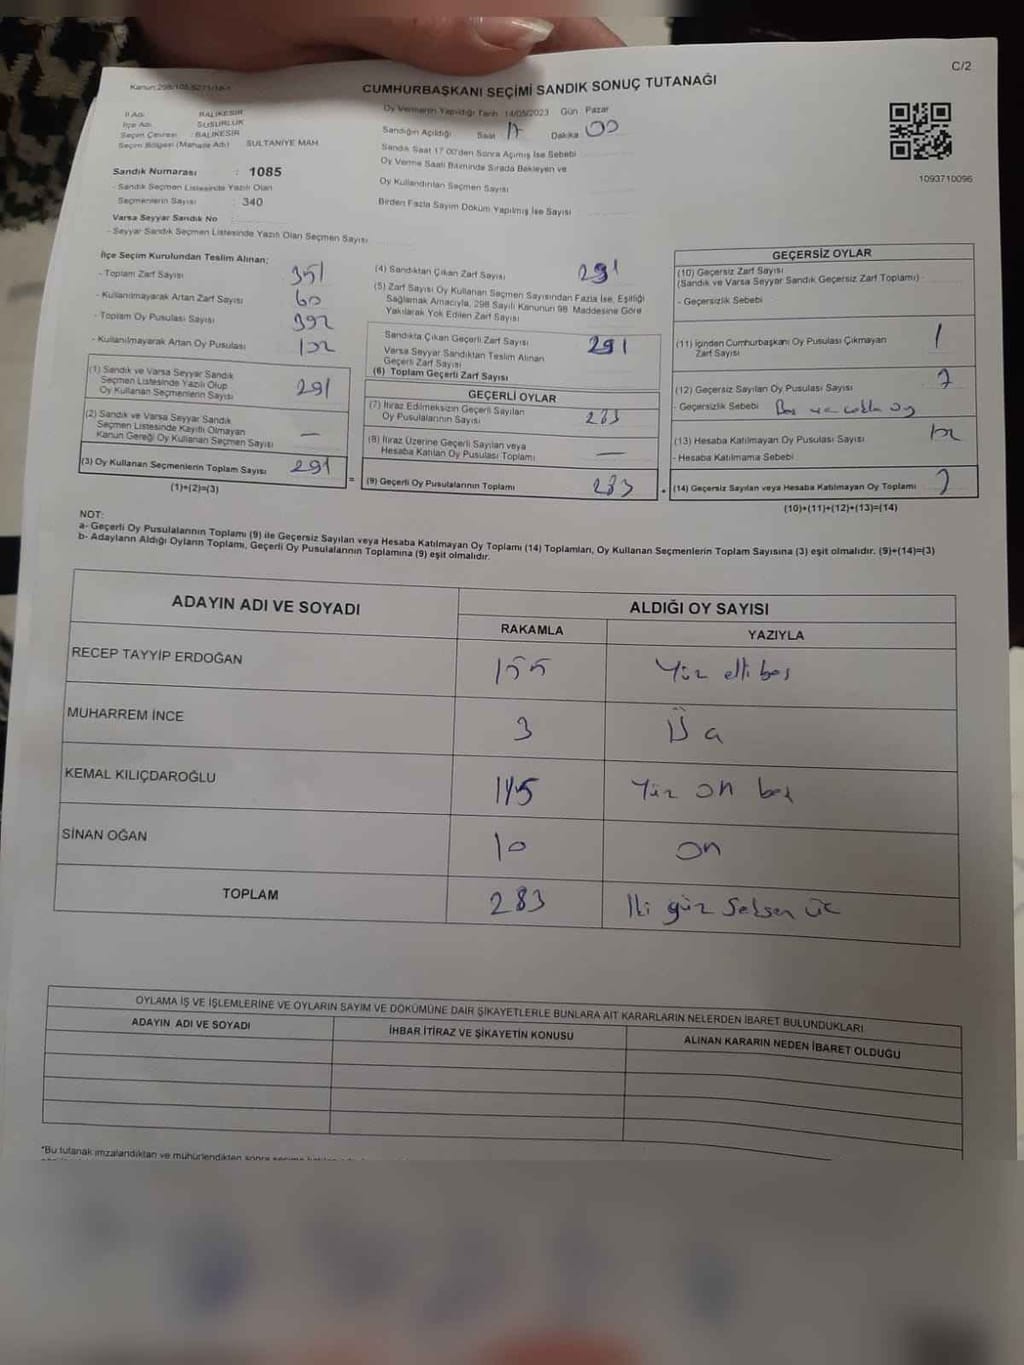 C/2
Kanun:298/105,6271/18-1
CUMHURBAŞKANI SEÇİMİ SANDIK SONUÇ TUTANAĞI
İl Adı : BALIKESİR
İlçe Adı : SUSURLUK
Seçim Çevresi : BALIKESİR
Seçim Bölgesi (Mahalle Adı) SULTANİYE MAH.
Oy Vermenin Yapıldığı Tarih 14/05/2023 Gün Pazar
Sandığın Açıldığı Saat 17 Dakika 00
Sandık Saat 17.00'den Sonra Açılmış İse Sebebi
Oy Verme Saati Bitiminde Sırada Bekleyen ve
Oy Kullandırılan Seçmen Sayısı
Birden Fazla Sayım Döküm Yapılmış İse Sayısı
1093710096
Sandık Numarası : 1085
- Sandık Seçmen Listesinde Yazılı Olan
Seçmenlerin Sayısı : 340
Varsa Seyyar Sandık No
- Seyyar Sandık Seçmen Listesinde Yazılı Olan Seçmen Sayısı
İlçe Seçim Kurulundan Teslim Alınan;
- Toplam Zarf Sayısı 351
- Kullanılmayarak Artan Zarf Sayısı 60
- Toplam Oy Pusulası Sayısı 392
- Kullanılmayarak Artan Oy Pusulası
(1) Sandık ve Varsa Seyyar Sandık
Seçmen Listesinde Yazılı Olup
Oy Kullanan Seçmenlerin Sayısı 291
(2) Sandık ve Varsa Seyyar Sandık
Seçmen Listesinde Kayıtlı Olmayan
Kanun Gereği Oy Kullanan Seçmen Sayısı —
(3) Oy Kullanan Seçmenlerin Toplam Sayısı 291
(1)+(2)=(3)
(4) Sandıktan Çıkan Zarf Sayısı 291
(5) Zarf Sayısı Oy Kullanan Seçmen Sayısından Fazla İse, Eşitliği
Sağlamak Amacıyla, 298 Sayılı Kanunun 98. Maddesine Göre
Yakılarak Yok Edilen Zarf Sayısı
Sandıkta Çıkan Geçerli Zarf Sayısı 291
Varsa Seyyar Sandıktan Teslim Alınan
Geçerli Zarf Sayısı
(6) Toplam Geçerli Zarf Sayısı
GEÇERLİ OYLAR
(7) İtiraz Edilmeksizin Geçerli Sayılan
Oy Pusulalarının Sayısı 283
(8) İtiraz Üzerine Geçerli Sayılan veya
Hesaba Katılan Oy Pusulası Toplamı —
= (9) Geçerli Oy Pusulalarının Toplamı 283 +
GEÇERSİZ OYLAR
(10) Geçersiz Zarf Sayısı
(Sandık ve Varsa Seyyar Sandık Geçersiz Zarf Toplamı)
- Geçersizlik Sebebi
(11) İçinden Cumhurbaşkanı Oy Pusulası Çıkmayan
Zarf Sayısı 1
(12) Geçersiz Sayılan Oy Pusulası Sayısı 7
- Geçersizlik Sebebi Boş ve çoklu oy
(13) Hesaba Katılmayan Oy Pusulası Sayısı
- Hesaba Katılmama Sebebi
(14) Geçersiz Sayılan veya Hesaba Katılmayan Oy Toplamı 7
(10)+(11)+(12)+(13)=(14)
NOT:
a- Geçerli Oy Pusulalarının Toplamı (9) ile Geçersiz Sayılan veya Hesaba Katılmayan Oy Toplamı (14) Toplamları, Oy Kullanan Seçmenlerin Toplam Sayısına (3) eşit olmalıdır. (9)+(14)=(3)
b- Adayların Aldığı Oyların Toplamı, Geçerli Oy Pusulalarının Toplamına (9) eşit olmalıdır.
ADAYIN ADI VE SOYADI
ALDIĞI OY SAYISI
RAKAMLA YAZIYLA
RECEP TAYYİP ERDOĞAN 155 Yüz elli beş
MUHARREM İNCE 3 Üç
KEMAL KILIÇDAROĞLU 115 Yüz on beş
SİNAN OĞAN 10 On
TOPLAM 283 İki yüz Seksen üç
OYLAMA İŞ VE İŞLEMLERİNE VE OYLARIN SAYIM VE DÖKÜMÜNE DAİR ŞİKAYETLERLE BUNLARA AİT KARARLARIN NELERDEN İBARET BULUNDUKLARI
ADAYIN ADI VE SOYADI İHBAR İTİRAZ VE ŞİKAYETİN KONUSU ALINAN KARARIN NEDEN İBARET OLDUĞU
*Bu tutanak imzalandıktan ve mühürlendikten sonra